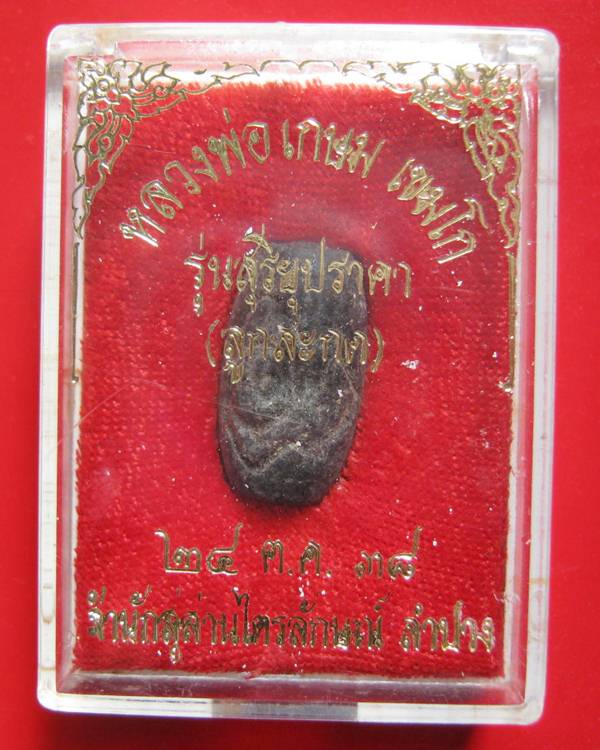 หลวงพ่อเกษม เขมโก
รุ่นสุริยุปราคา
(ลูกสะกด)
๒๔ ต.ค. ๓๘
สำนักสุสานไตรลักษณ์ ลำปาง